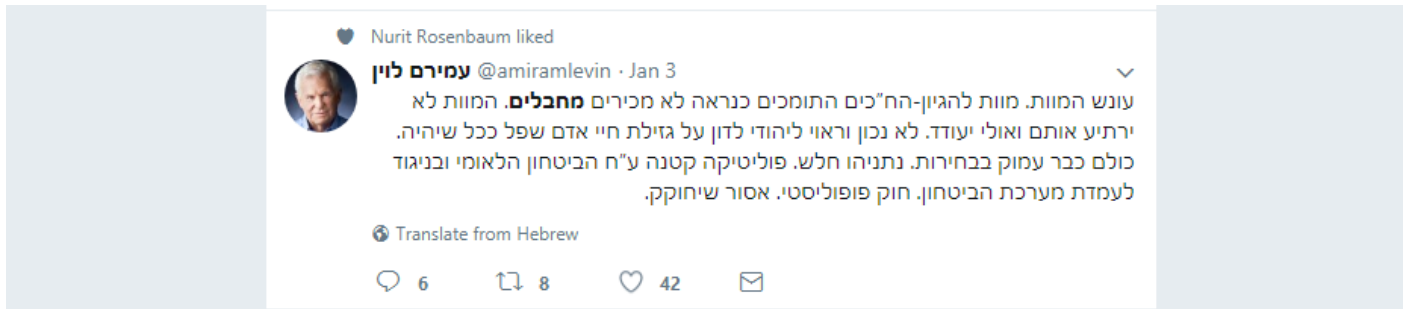 Nurit Rosenbaum liked
עמירם לוין @amiramlevin · Jan 3
עונש המוות. מוות להגיון-הח"כים התומכים כנראה לא מכירים מחבלים. המוות לא
ירתיע אותם ואולי יעודד. לא נכון וראוי ליהודי לדון על גזילת חיי אדם שפל ככל שיהיה.
כולם כבר עמוק בבחירות. נתניהו חלש. פוליטיקה קטנה ע"ח הביטחון הלאומי ובניגוד
לעמדת מערכת הביטחון. חוק פופוליסטי. אסור שיחוקק.
Translate from Hebrew
6 8 42